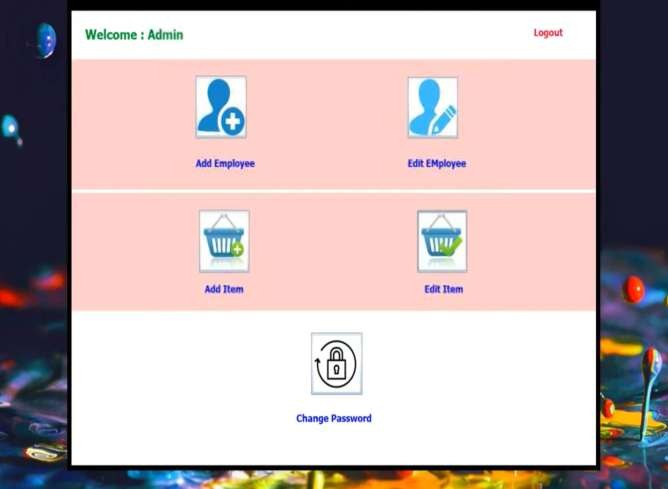 Welcome : Admin
Logout
Add Employee
Edit EMployee
Add Item
Edit Item
Change Password